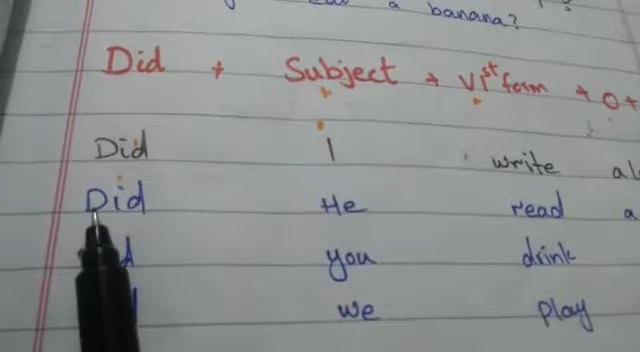 a banana?
Did + Subject + V1st form + O +
Did I write
Did He read a
you drink
we play